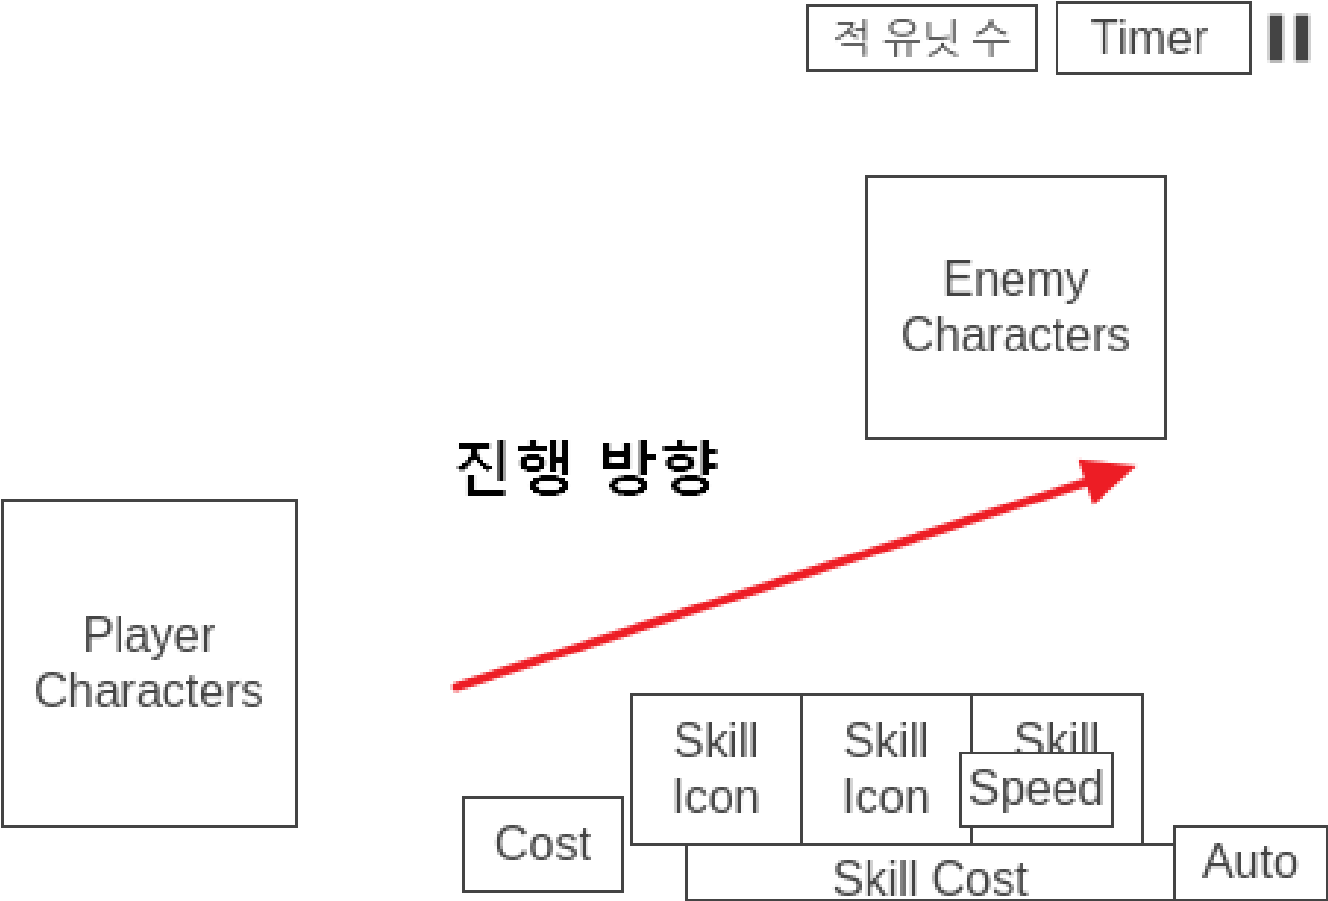 적 유닛 수
Timer
Enemy
Characters
진행 방향
Player
Characters
Skill
Icon
Skill
Icon
Skill
Speed
Cost
Skill Cost
Auto